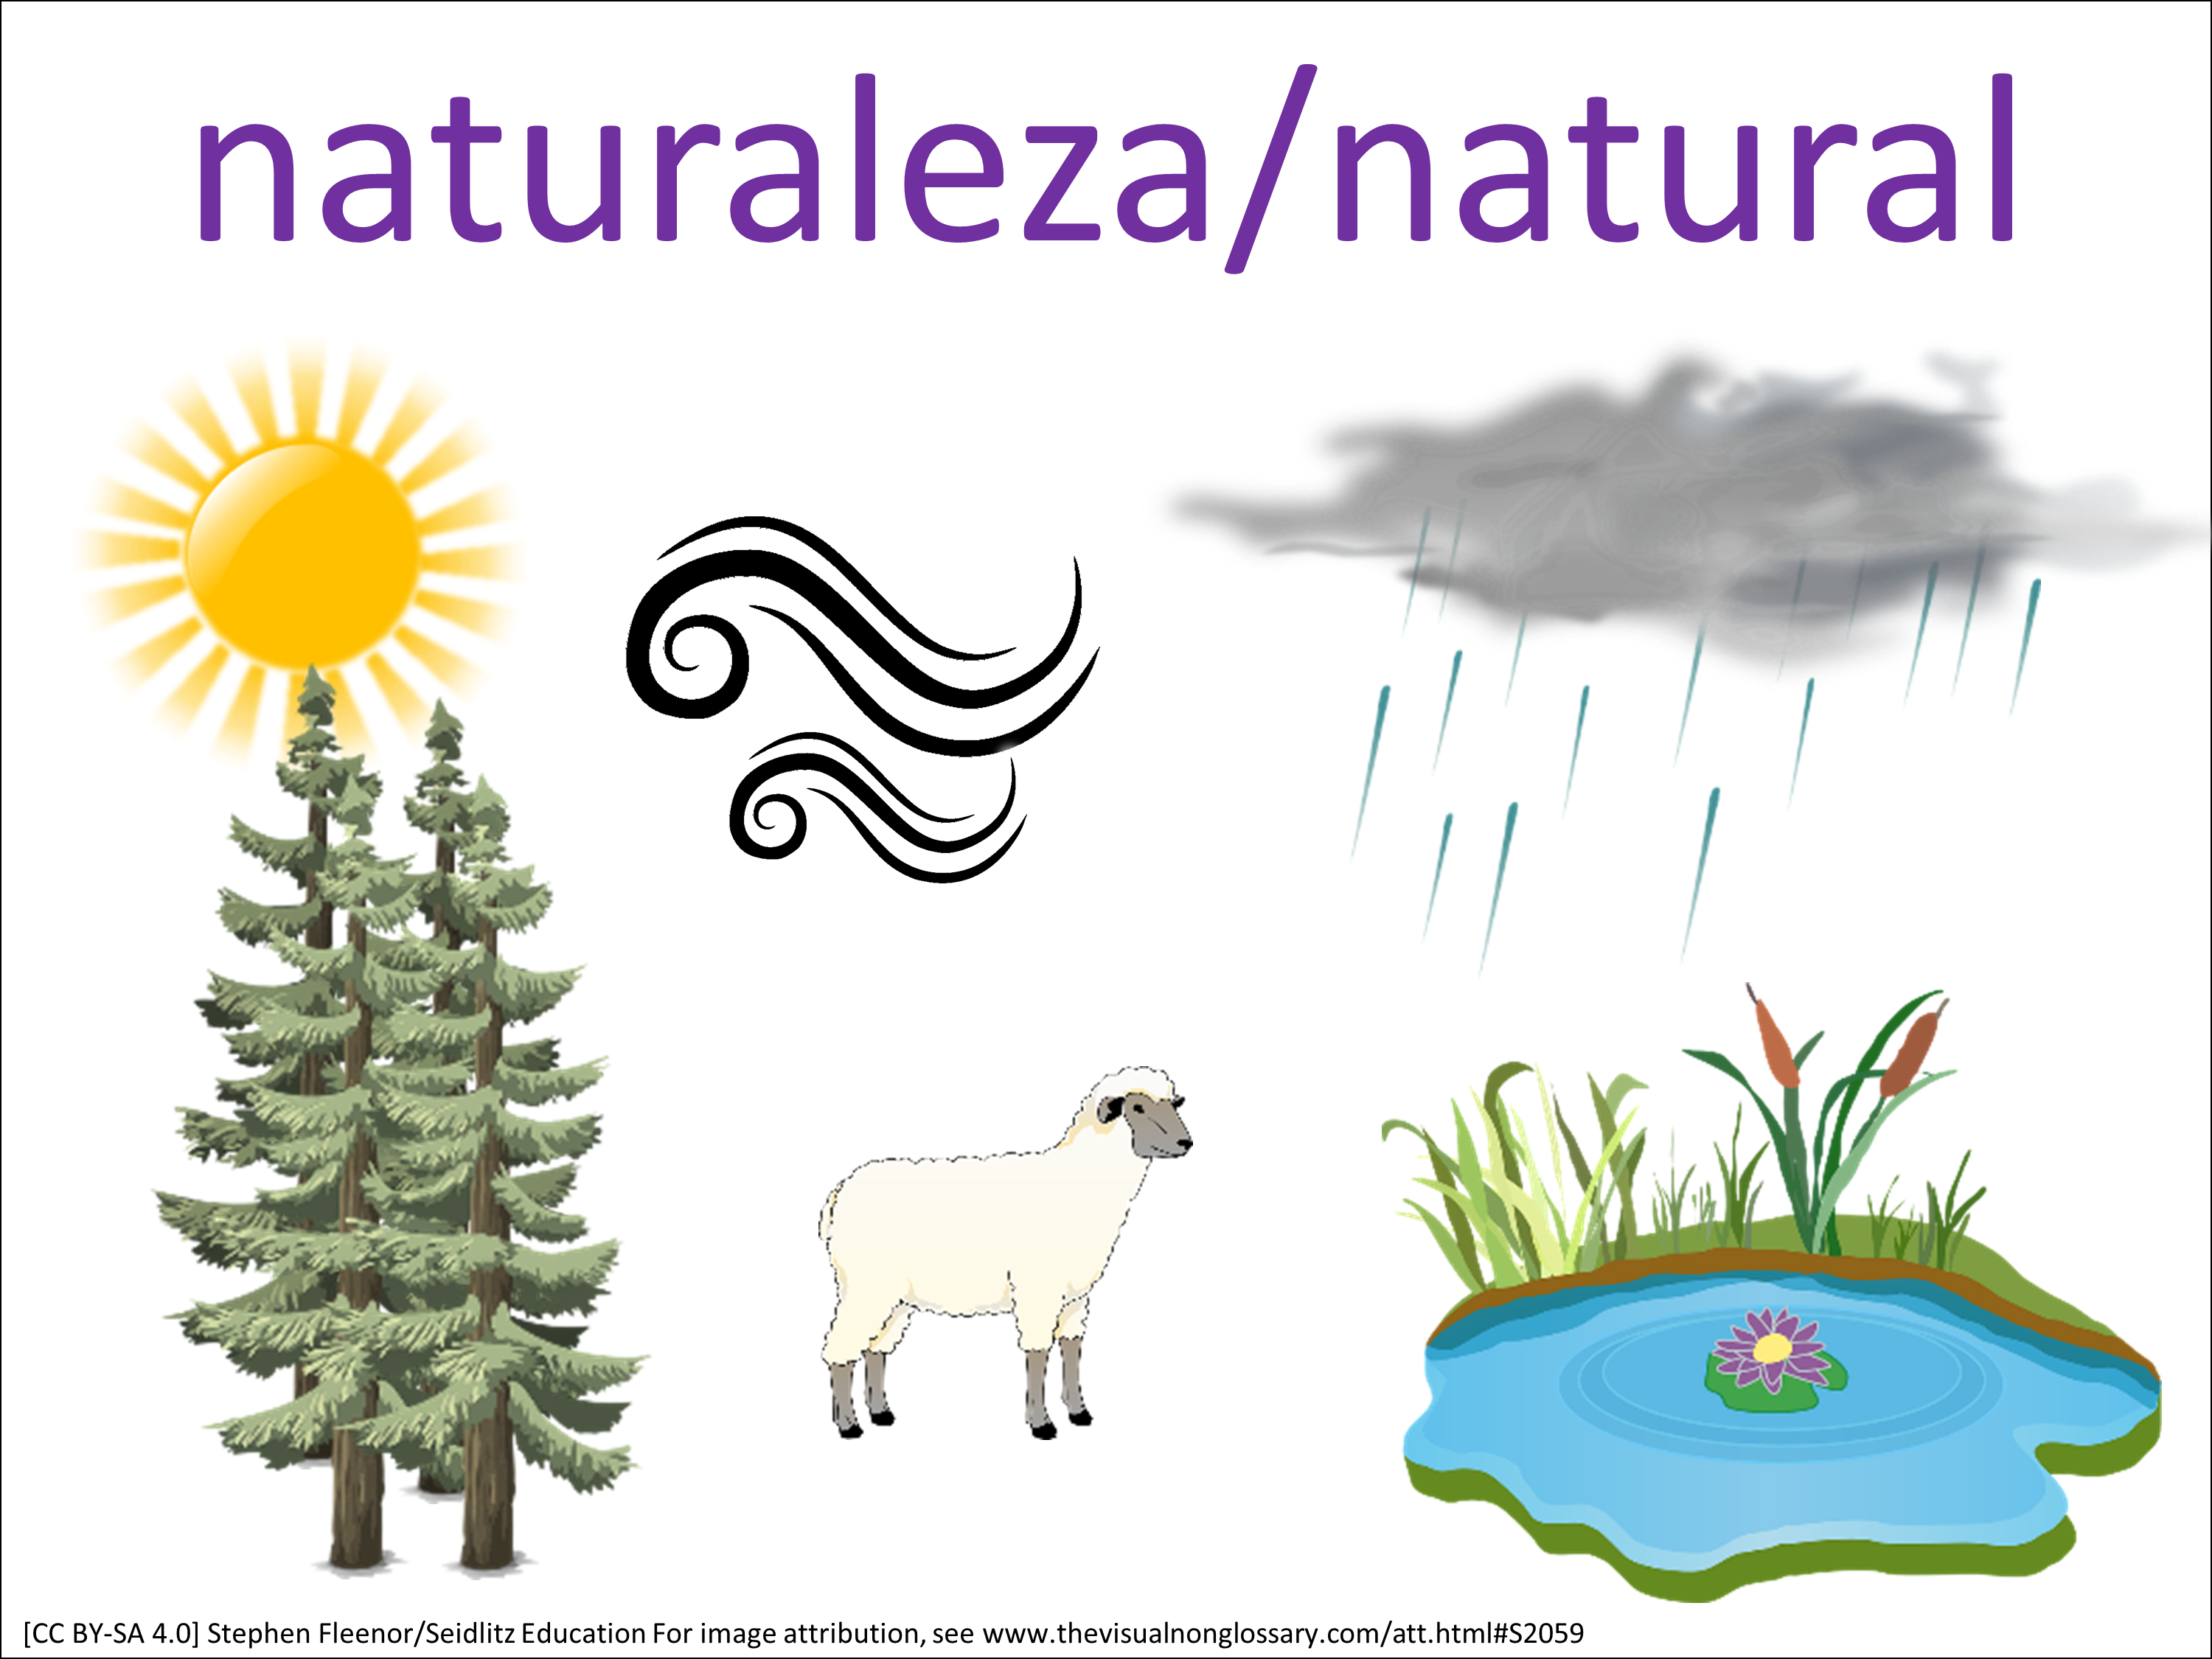 naturaleza/natural
[CC BY-SA 4.0] Stephen Fleenor/Seidlitz Education For image attribution, see www.thevisualnonglossary.com/att.html#S2059